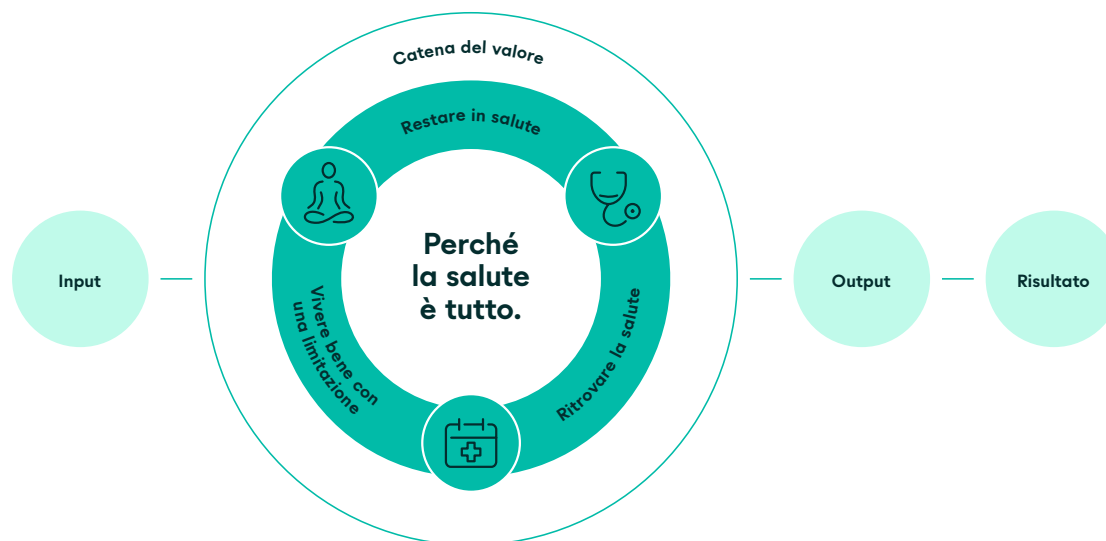 Catena del valore
Restare in salute
Perché
la salute
è tutto.
Input
Vivere bene con
una limitazione
Ritrovare la salute
Output
Risultato